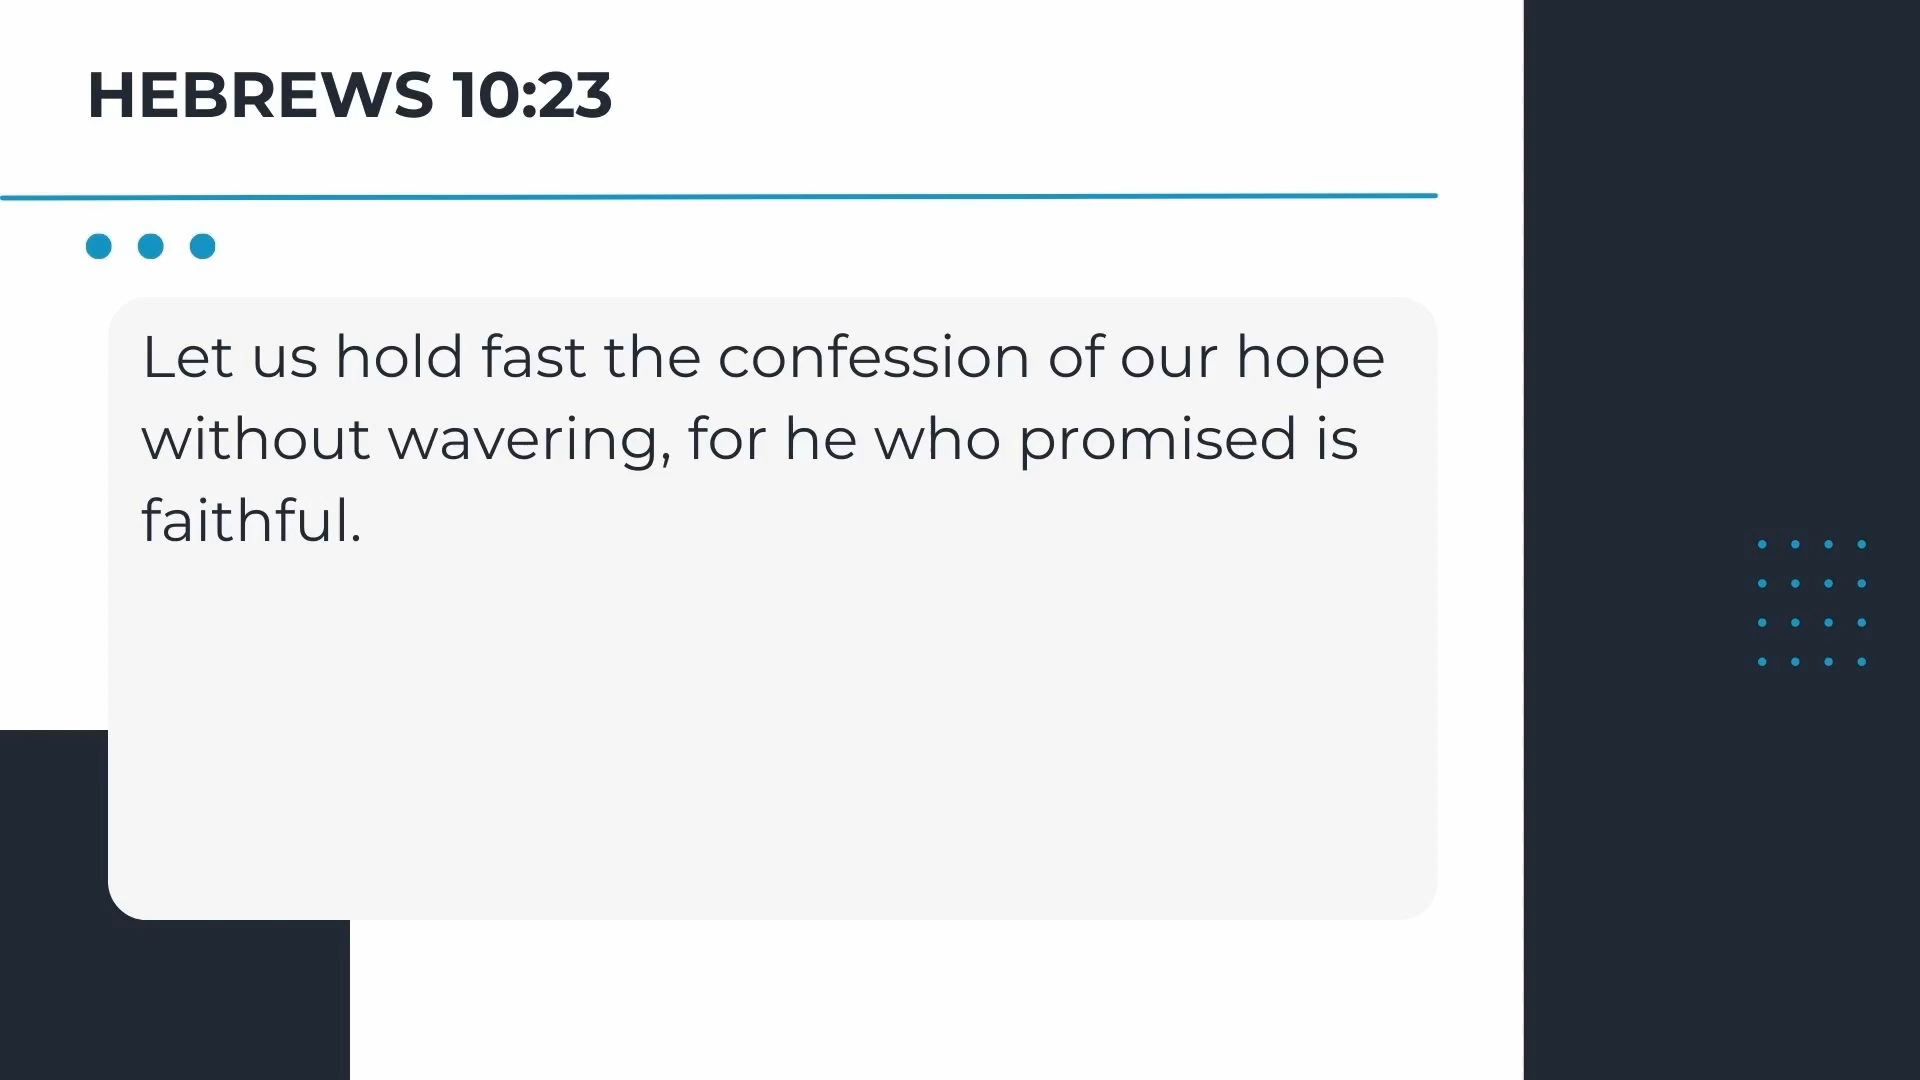 HEBREWS 10:23
Let us hold fast the confession of our hope
without wavering, for he who promised is
faithful.